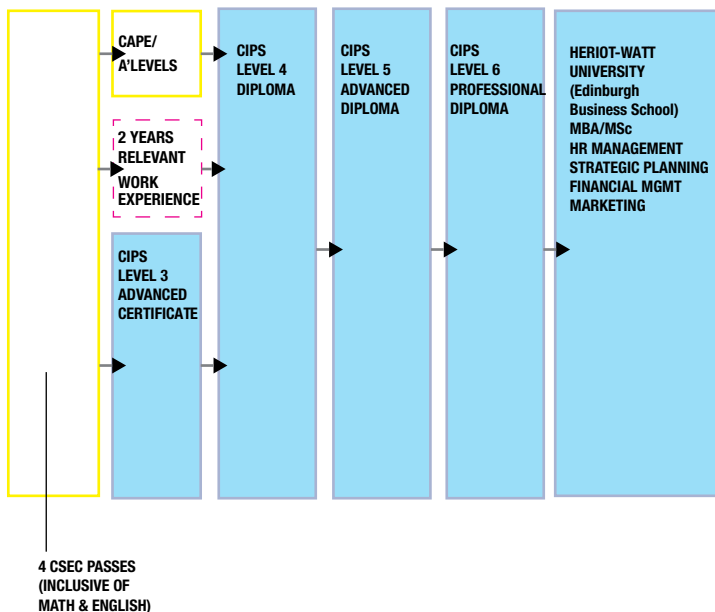 CAPE/
A'LEVELS
2 YEARS
RELEVANT
WORK
EXPERIENCE
CIPS
LEVEL 3
ADVANCED
CERTIFICATE
CIPS
LEVEL 4
DIPLOMA
CIPS
LEVEL 5
ADVANCED
DIPLOMA
CIPS
LEVEL 6
PROFESSIONAL
DIPLOMA
HERIOT-WATT
UNIVERSITY
(Edinburgh
Business School)
MBA/MSc
HR MANAGEMENT
STRATEGIC PLANNING
FINANCIAL MGMT
MARKETING
4 CSEC PASSES
(INCLUSIVE OF
MATH & ENGLISH)